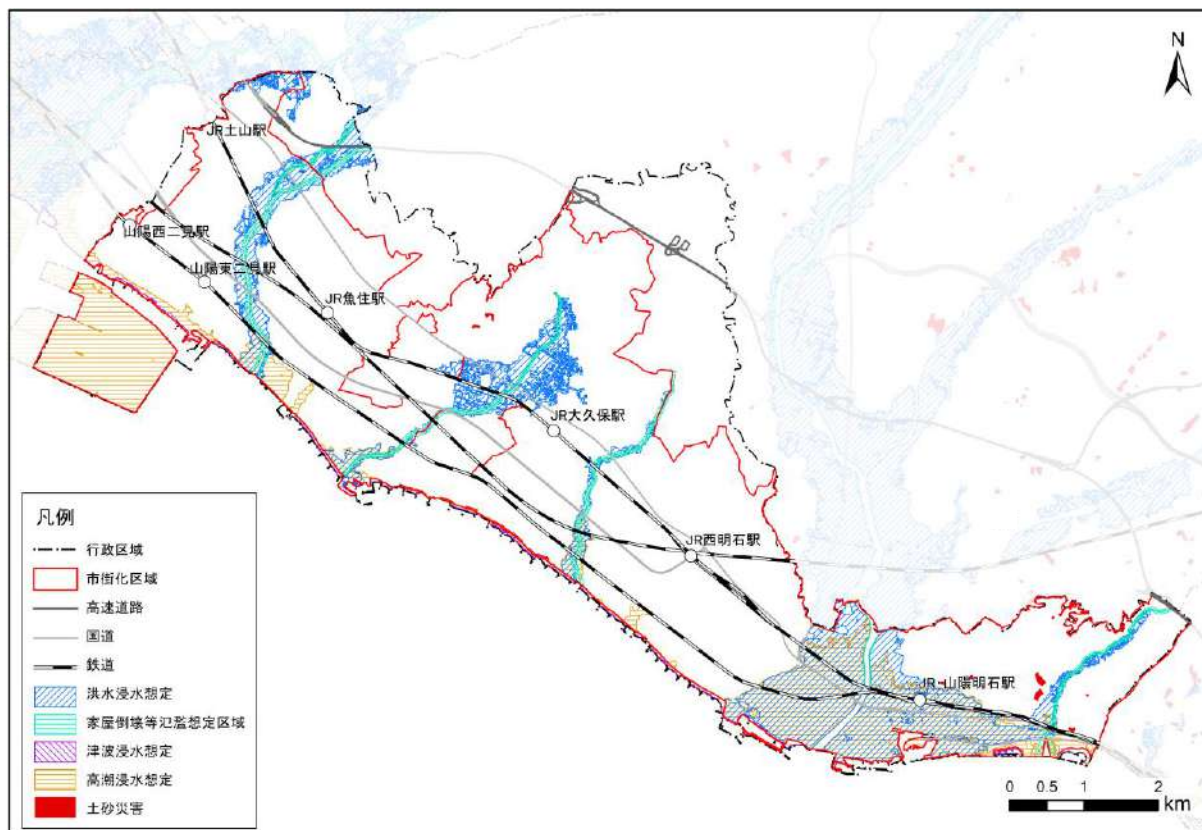 N
JR土山駅
山陽西二見駅
山陽東二見駅
JR魚住駅
JR大久保駅
JR西明石駅
JR・山陽明石駅
凡例
行政区域
市街化区域
高速道路
国道
鉄道
洪水浸水想定
家屋倒壊等氾濫想定区域
津波浸水想定
高潮浸水想定
土砂災害
0 0.5 1 2
km